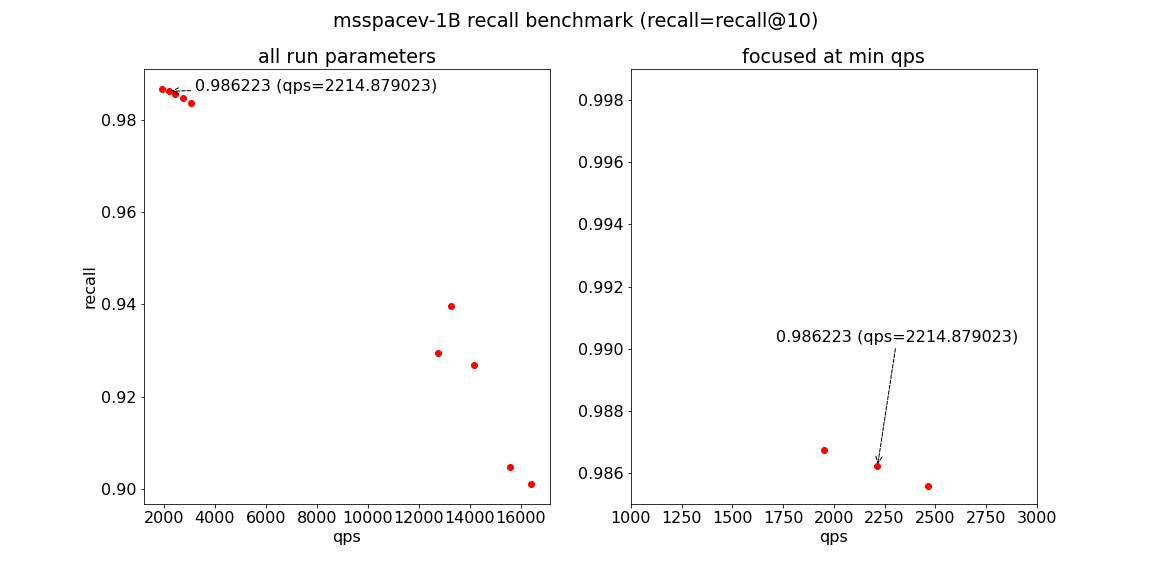 msspacev-1B recall benchmark (recall=recall@10)
all run parameters
0.986223 (qps=2214.879023)
0.98
0.96
0.94
0.92
0.90
recall
2000 4000 6000 8000 10000 12000 14000 16000
qps
focused at min qps
0.998
0.996
0.994
0.992
0.990
0.988
0.986
0.986223 (qps=2214.879023)
1000 1250 1500 1750 2000 2250 2500 2750 3000
qps